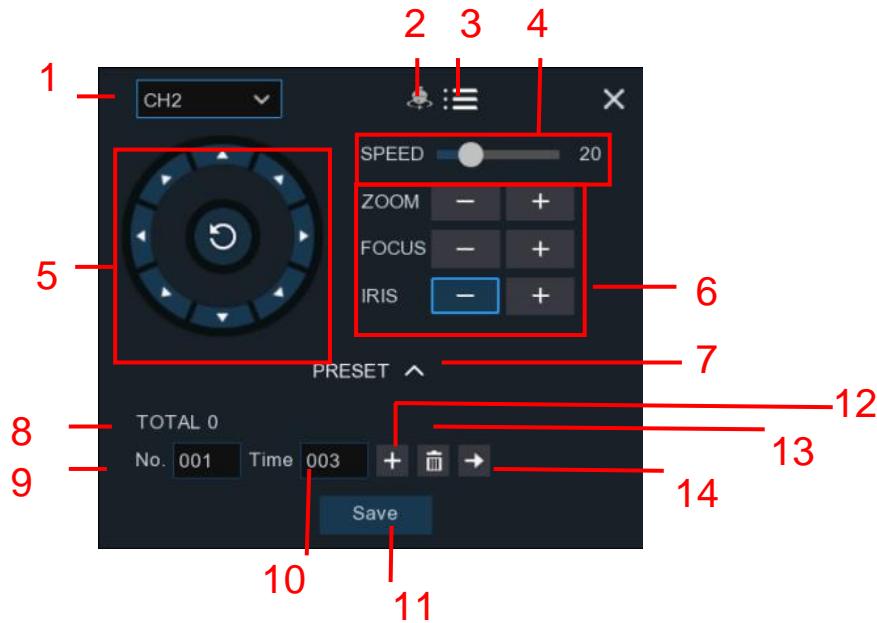 2 3 4
1 CH2
SPEED 20
ZOOM − +
FOCUS − +
5 IRIS − + 6
PRESET 7
12
8 TOTAL 0 13
9 No. 001 Time 003 + 14
Save
10 11